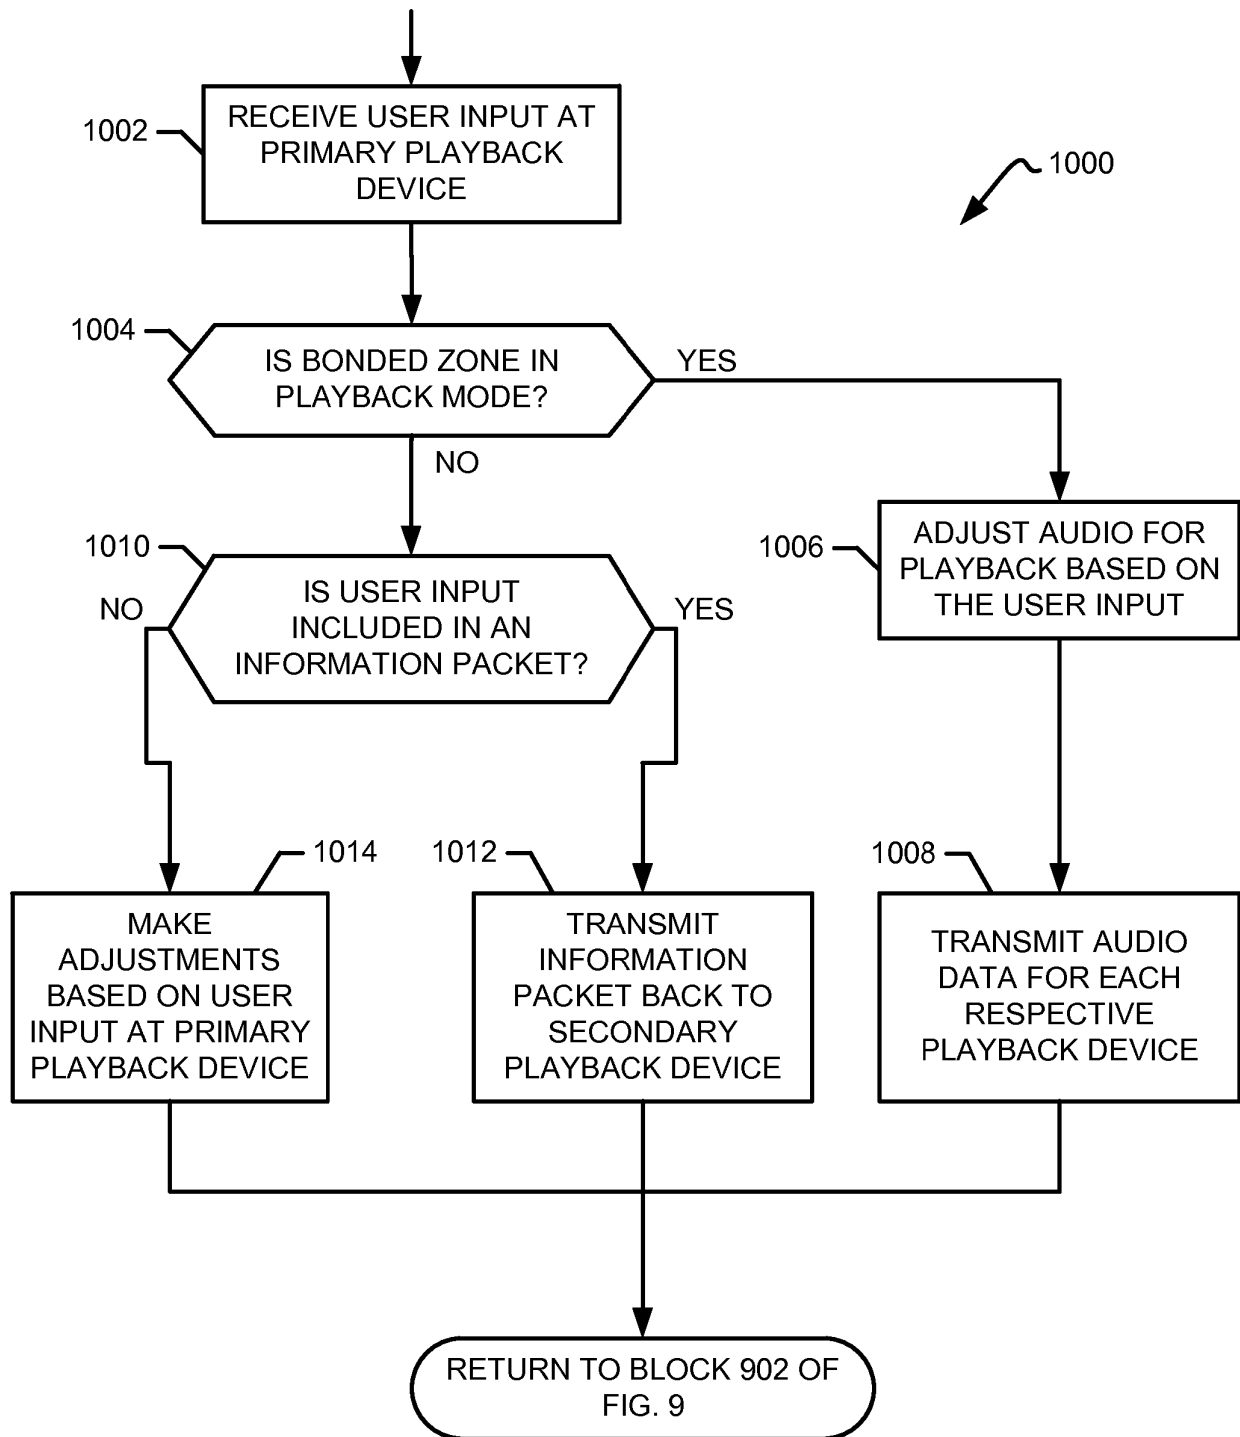 1002
RECEIVE USER INPUT AT
PRIMARY PLAYBACK
DEVICE
1000
1004
IS BONDED ZONE IN
PLAYBACK MODE?
YES
NO
1010
NO
IS USER INPUT
INCLUDED IN AN
INFORMATION PACKET?
YES
1006
ADJUST AUDIO FOR
PLAYBACK BASED ON
THE USER INPUT
1014
MAKE
ADJUSTMENTS
BASED ON USER
INPUT AT PRIMARY
PLAYBACK DEVICE
1012
TRANSMIT
INFORMATION
PACKET BACK TO
SECONDARY
PLAYBACK DEVICE
1008
TRANSMIT AUDIO
DATA FOR EACH
RESPECTIVE
PLAYBACK DEVICE
RETURN TO BLOCK 902 OF
FIG. 9